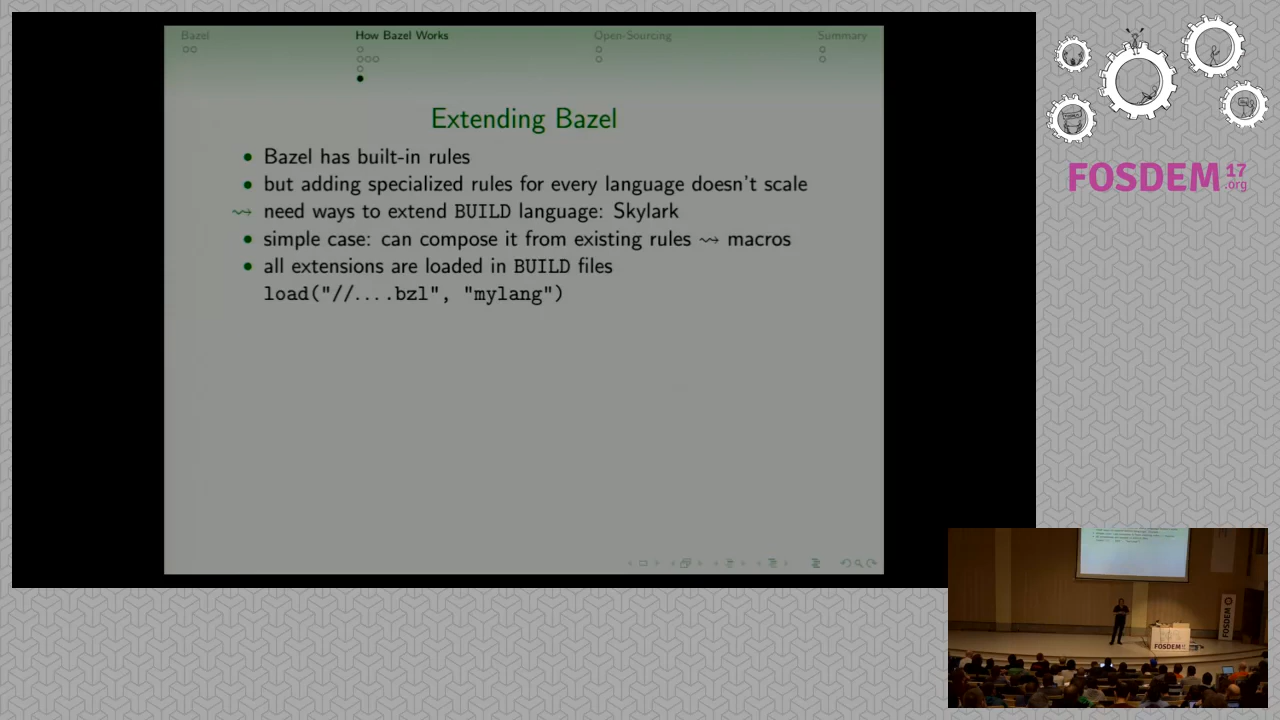 Bazel
How Bazel Works
Open-Sourcing
Summary
Extending Bazel
• Bazel has built-in rules
• but adding specialized rules for every language doesn't scale
⇝ need ways to extend BUILD language: Skylark
• simple case: can compose it from existing rules ⇝ macros
• all extensions are loaded in BUILD files
load("//....bzl", "mylang")
FOSDEM 17
.org
FOSDEM
FOSDEM